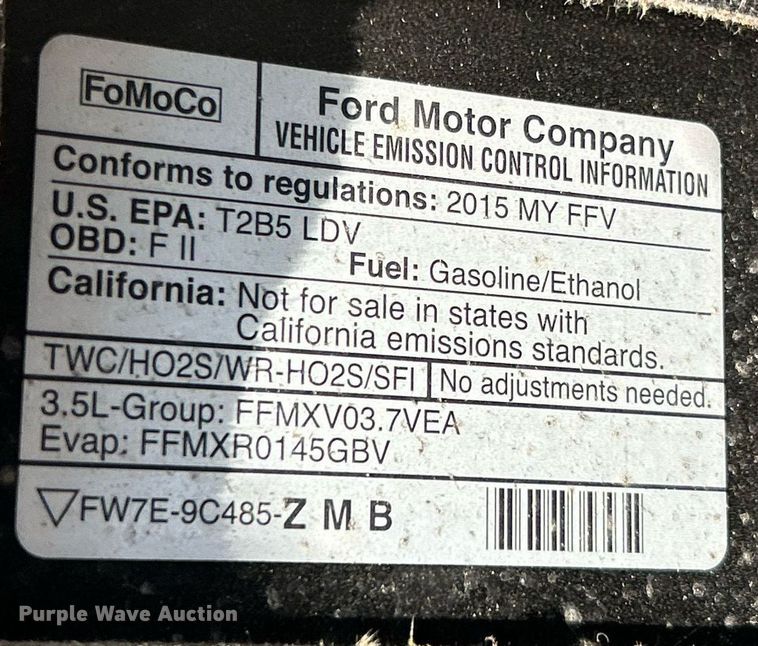 FoMoCo
Ford Motor Company
VEHICLE EMISSION CONTROL INFORMATION
Conforms to regulations: 2015 MY FFV
U.S. EPA: T2B5 LDV
OBD: F II
Fuel: Gasoline/Ethanol
California: Not for sale in states with
California emissions standards.
TWC/HO2S/WR-HO2S/SFI No adjustments needed.
3.5L-Group: FFMXV03.7VEA
Evap: FFMXR0145GBV
FW7E-9C485-Z M B
Purple Wave Auction